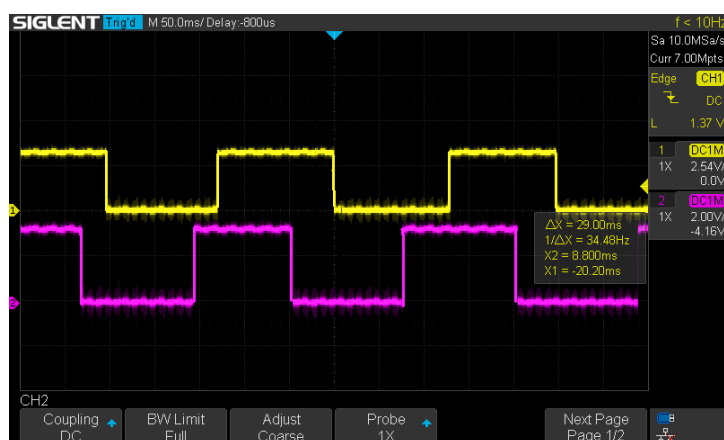 SIGLENT Trig'd M 50.0ms/ Delay:-800us f < 10Hz
Sa 10.0MSa/s
Curr 7.00Mpts
Edge CH1
DC
L 1.37 V
1 DC1M
1X 2.54V/
0.0V
2 DC1M
1X 2.00V/
-4.16V
ΔX = 29.00ms
1/ΔX = 34.48Hz
X2 = 8.800ms
X1 = -20.20ms
1
2
CH2
Coupling
DC
BW Limit
Full
Adjust
Coarse
Probe
1X
Next Page
Page 1/2